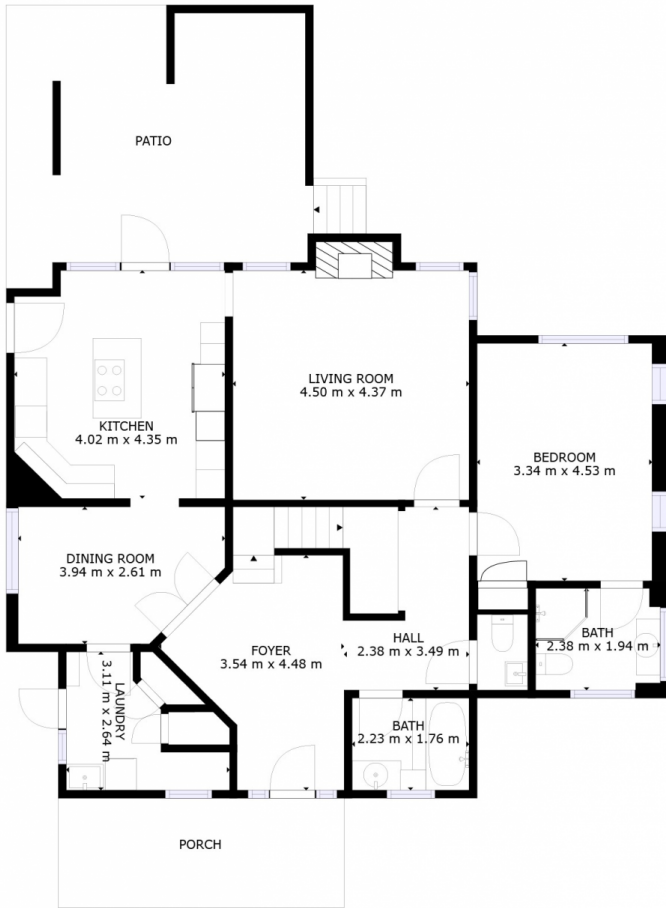 PATIO
LIVING ROOM
4.50 m x 4.37 m
KITCHEN
4.02 m x 4.35 m
BEDROOM
3.34 m x 4.53 m
DINING ROOM
3.94 m x 2.61 m
FOYER
3.54 m x 4.48 m
HALL
2.38 m x 3.49 m
BATH
2.38 m x 1.94 m
LAUNDRY
3.11 m x 2.64 m
BATH
2.23 m x 1.76 m
PORCH